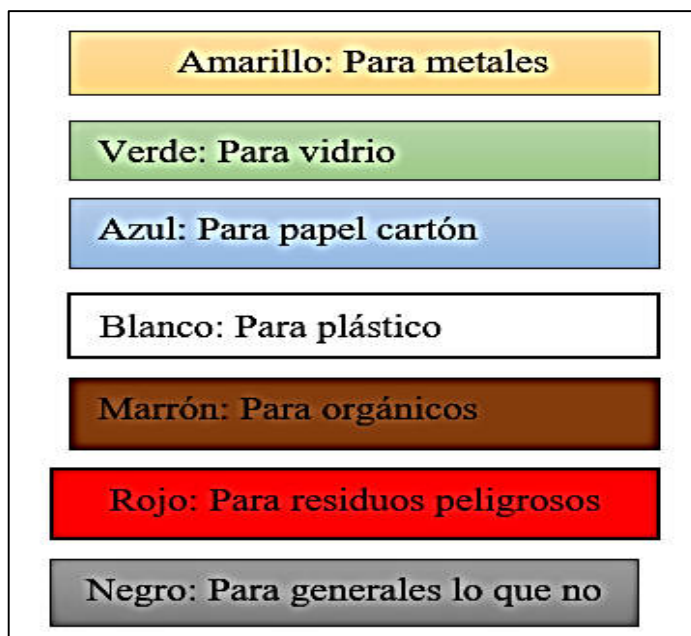 Amarillo: Para metales
Verde: Para vidrio
Azul: Para papel cartón
Blanco: Para plástico
Marrón: Para orgánicos
Rojo: Para residuos peligrosos
Negro: Para generales lo que no